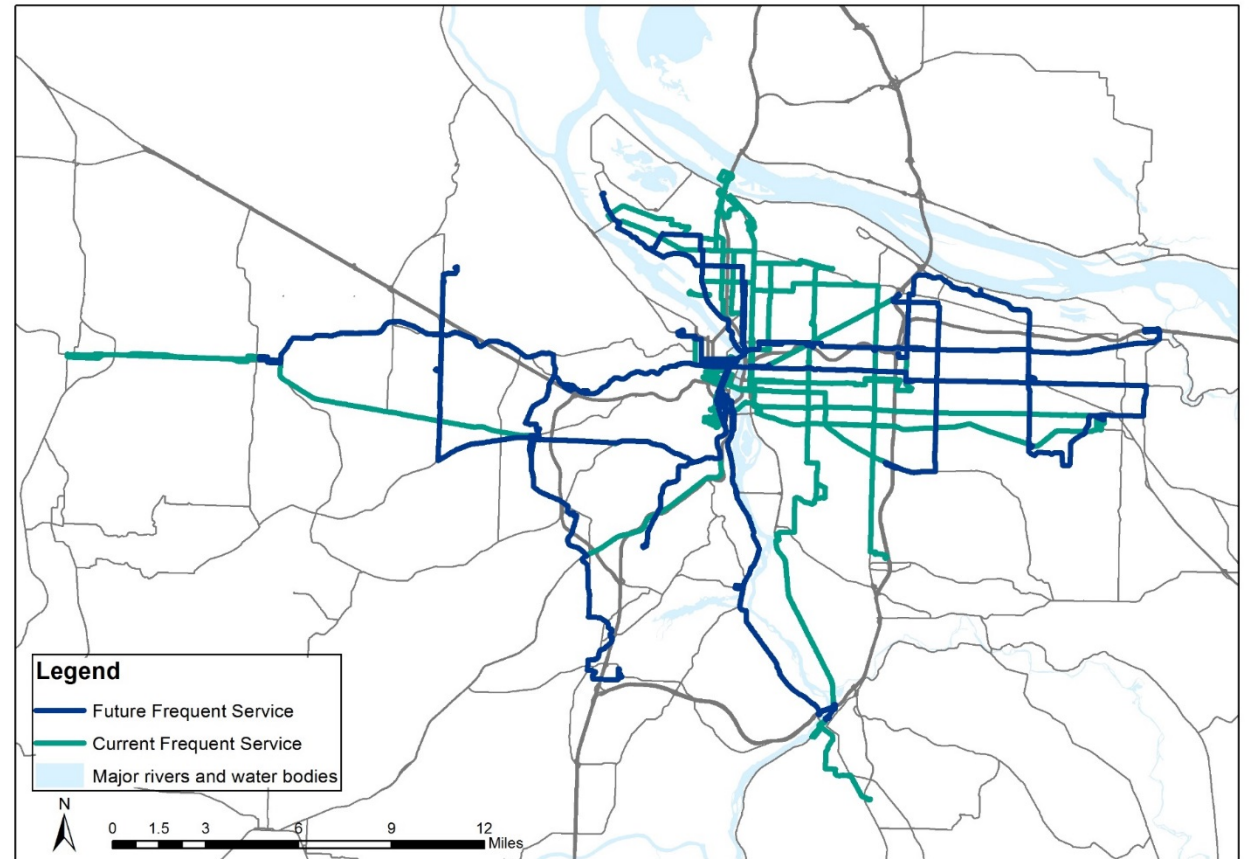 Legend
Future Frequent Service
Current Frequent Service
Major rivers and water bodies
N
0 1.5 3 6 9 12
Miles